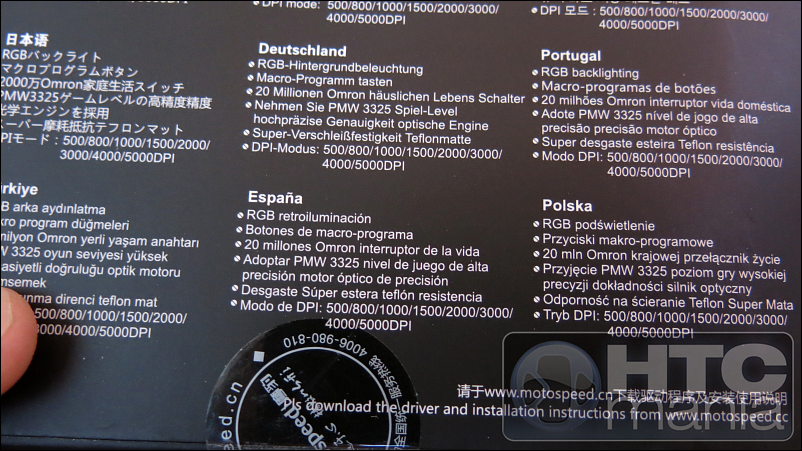 DPI mode: 500/800/1000/1500/2000/3000/
4000/5000DPI
DPI 모드 : 500/800/1000/1500/2000/3000/
4000/5000DPI
日本语
RGBバックライト
マクロプログラムボタン
2000万Omron家庭生活スイッチ
PMW3325ゲームレベルの高精度精度
光学エンジンを採用
スーパー摩耗抵抗テフロンマット
DPIモード：500/800/1000/1500/2000/
3000/4000/5000DPI
Deutschland
RGB-Hintergrundbeleuchtung
Macro-Programm tasten
20 Millionen Omron häuslichen Lebens Schalter
Nehmen Sie PMW 3325 Spiel-Level
hochpräzise Genauigkeit optische Engine
Super-Verschleißfestigkeit Teflonmatte
DPI-Modus: 500/800/1000/1500/2000/3000/
4000/5000DPI
Portugal
RGB backlighting
Macro-programas de botões
20 milhões Omron interruptor vida doméstica
Adote PMW 3325 nível de jogo de alta
precisão precisão motor óptico
Super desgaste esteira Teflon resistência
Modo DPI: 500/800/1000/1500/2000/3000/
4000/5000DPI
rkiye
B arka aydınlatma
kro program düğmeleri
milyon Omron yerli yaşam anahtarı
W 3325 oyun seviyesi yüksek
asiyetli doğruluğu optik motoru
msemek
nma direnci teflon mat
500/800/1000/1500/2000/
3000/4000/5000DPI
España
RGB retroiluminación
Botones de macro-programa
20 millones Omron interruptor de la vida
Adoptar PMW 3325 nivel de juego de alta
precisión motor óptico de precisión
Desgaste Súper estera teflón resistencia
Modo de DPI: 500/800/1000/1500/2000/3000/
4000/5000DPI
Polska
RGB podświetlenie
Przyciski makro-programowe
20 mln Omron krajowej przełącznik życie
Przyjęcie PMW 3325 poziom gry wysokiej
precyzji dokładności silnik optyczny
Odporność na ścieranie Teflon Super Mata
Tryb DPI: 500/800/1000/1500/2000/3000/
4000/5000DPI
4006-980-810
服务热线
speed
eed.cn
请于www.motospeed.cn下载驱动程序及安装使用说明
download the driver and installation instructions from www.motospeed.cc
HTC
mania